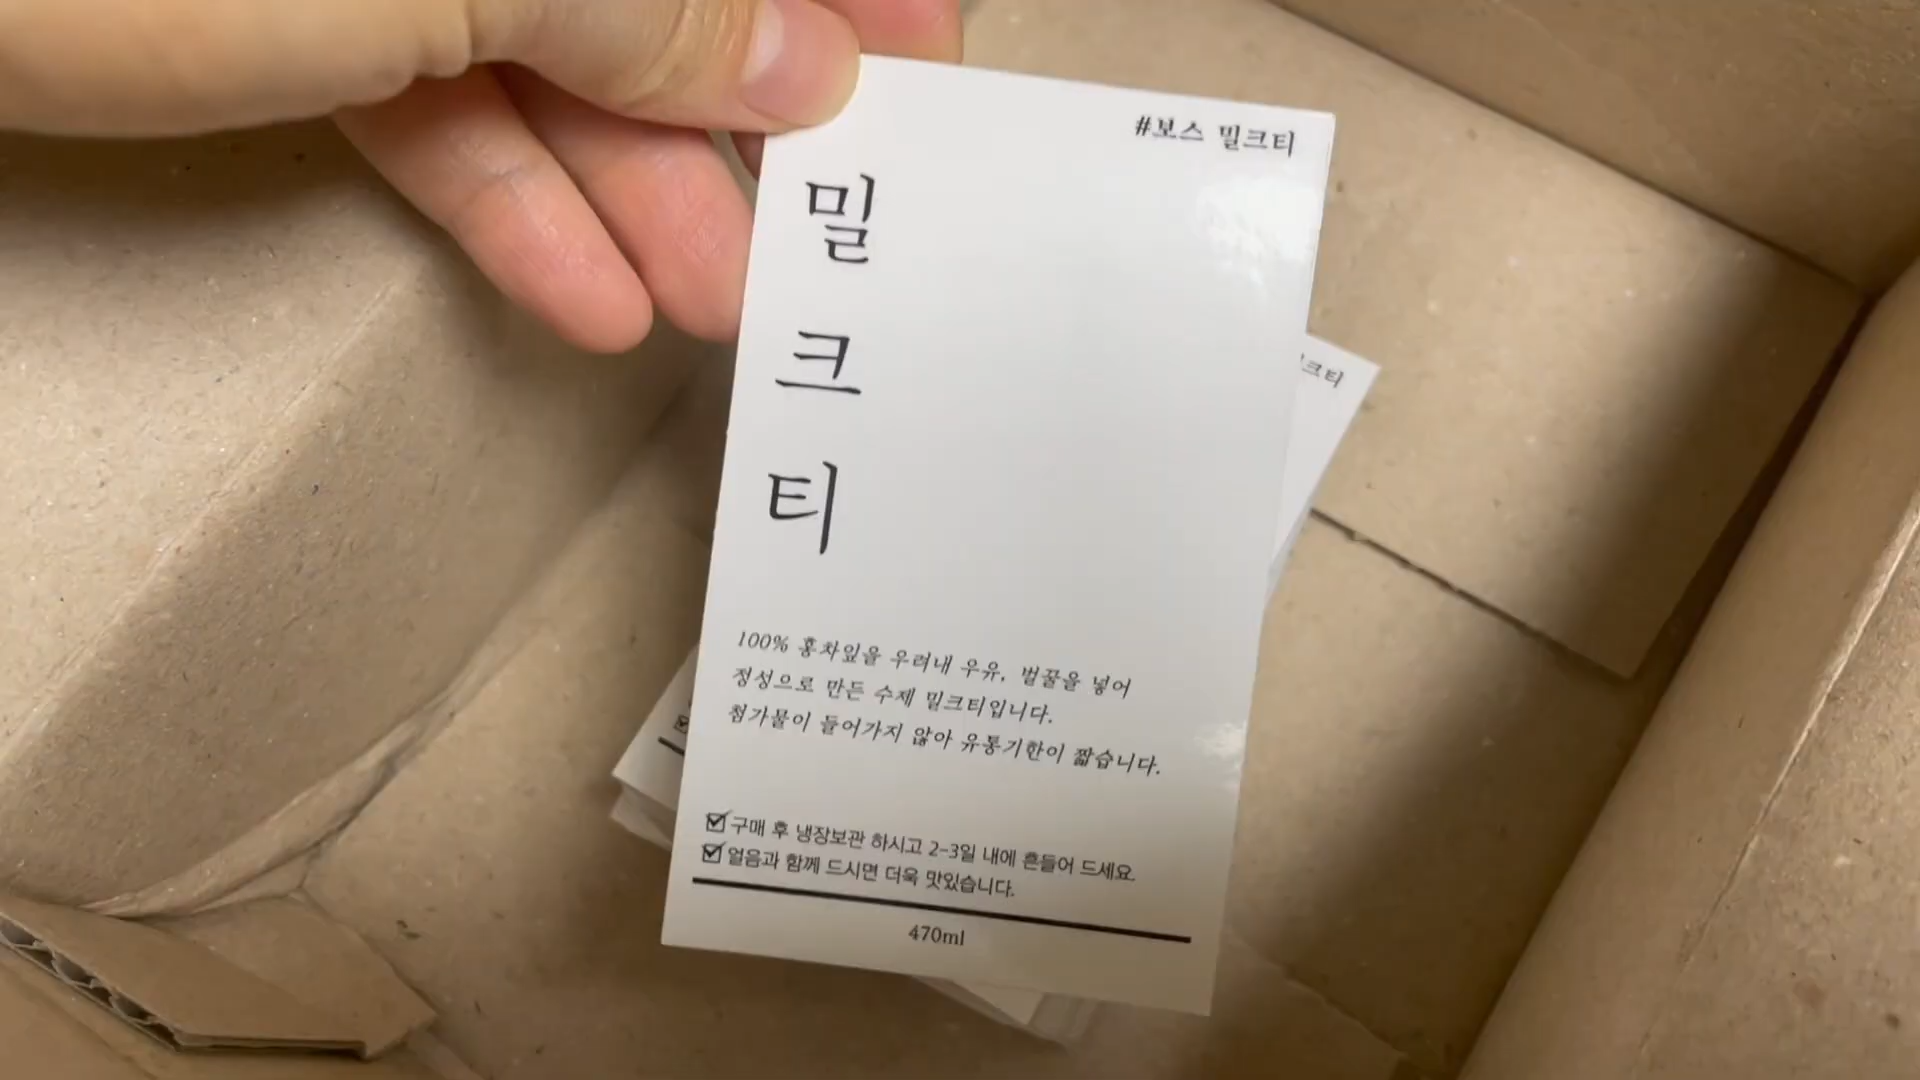 #보스 밀크티
밀
크
티
100% 홍차잎을 우려내 우유, 벌꿀을 넣어
정성으로 만든 수제 밀크티입니다.
첨가물이 들어가지 않아 유통기한이 짧습니다.
☑구매 후 냉장보관 하시고 2-3일 내에 흔들어 드세요.
☑얼음과 함께 드시면 더욱 맛있습니다.
470ml
크티